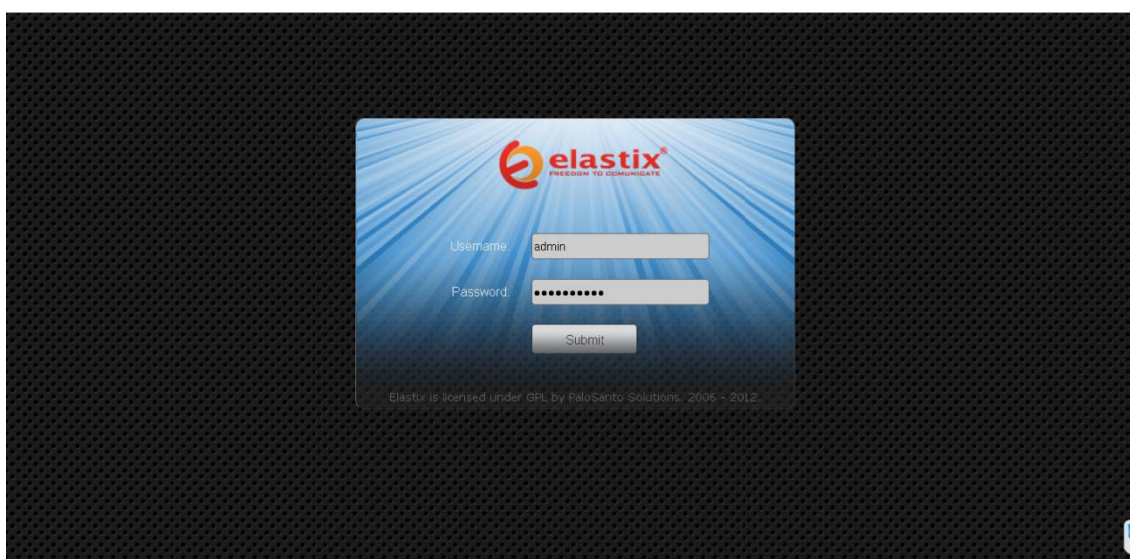 elastix®
FREEDOM TO COMUNICATE
Username: admin
Password: ••••••••••
Submit
Elastix is licensed under GPL by PaloSanto Solutions. 2006 - 2012.